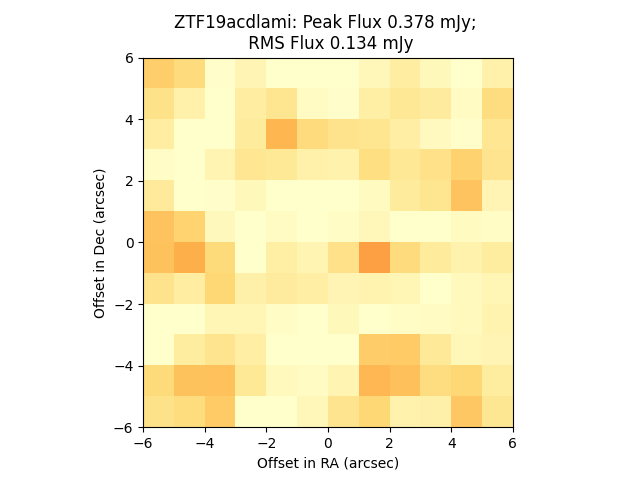 ZTF19acdlami: Peak Flux 0.378 mJy;
RMS Flux 0.134 mJy
6
4
2
0
−2
−4
−6
Offset in Dec (arcsec)
−6 −4 −2 0 2 4 6
Offset in RA (arcsec)